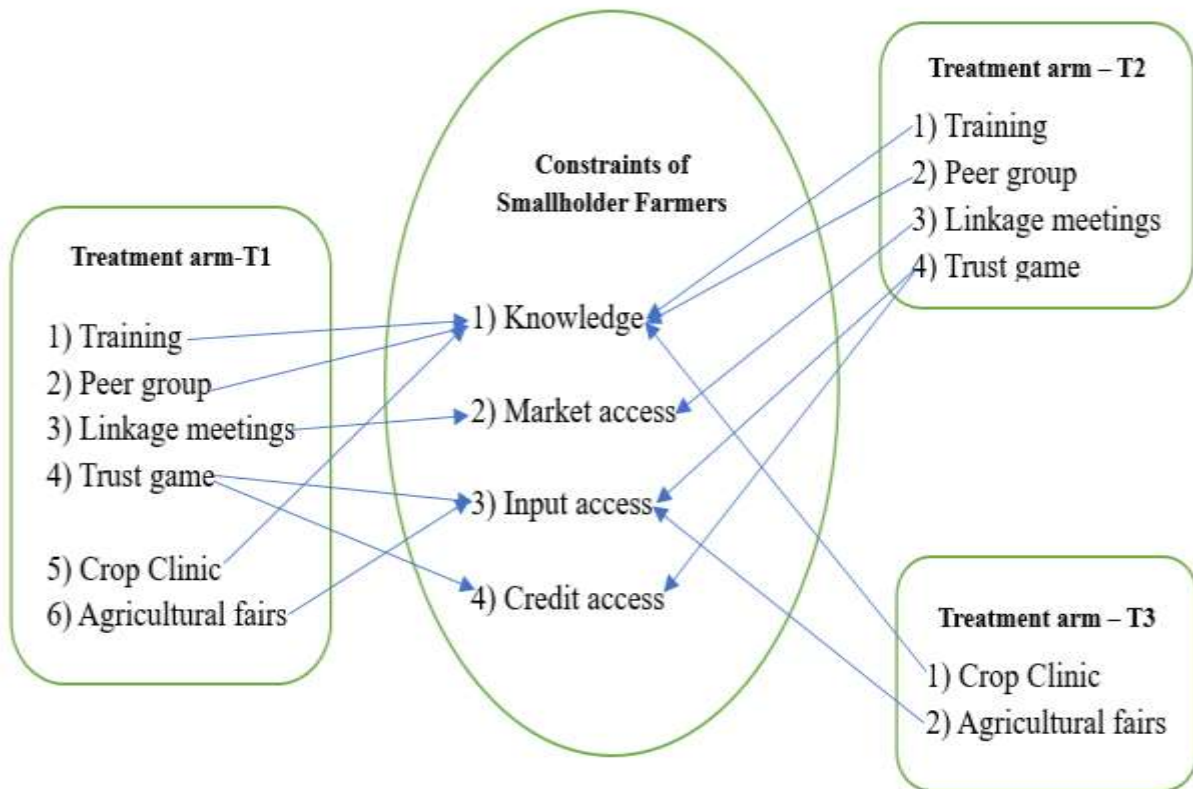 Treatment arm-T1
1) Training
2) Peer group
3) Linkage meetings
4) Trust game
5) Crop Clinic
6) Agricultural fairs
Constraints of
Smallholder Farmers
1) Knowledge
2) Market access
3) Input access
4) Credit access
Treatment arm – T2
1) Training
2) Peer group
3) Linkage meetings
4) Trust game
Treatment arm – T3
1) Crop Clinic
2) Agricultural fairs